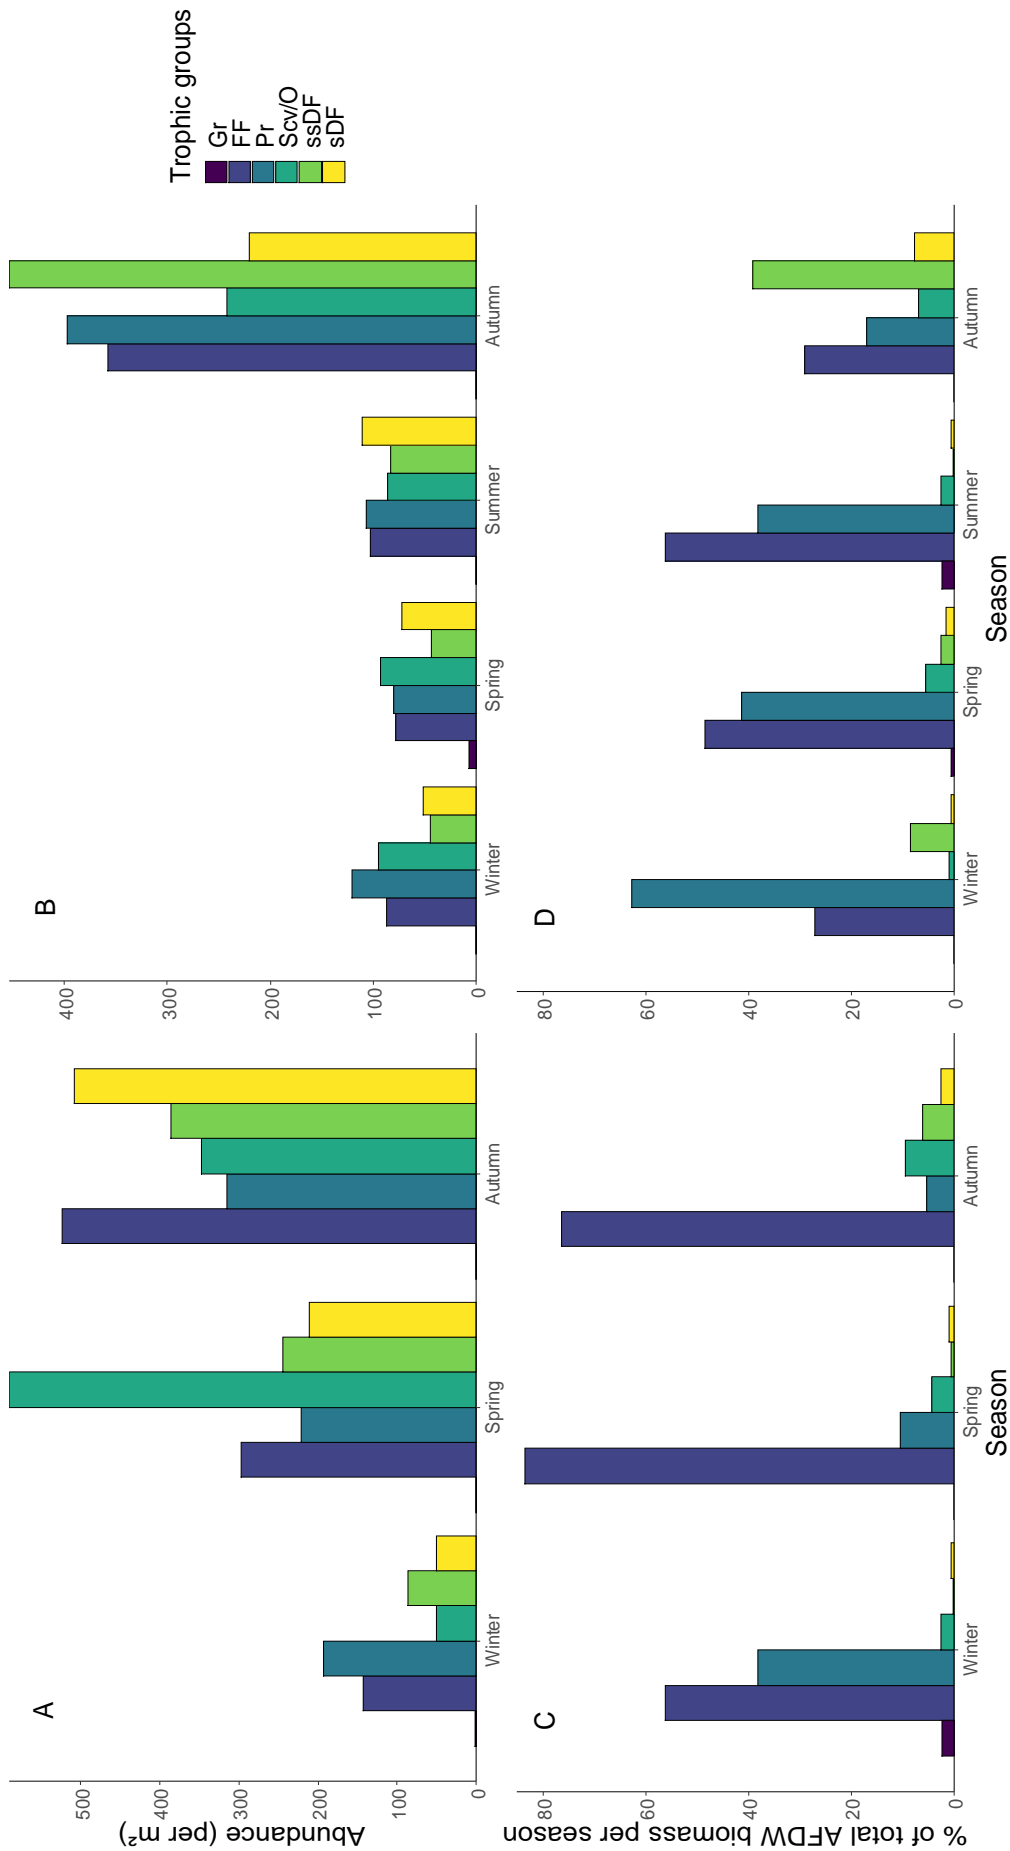 A
Abundance (per m²)
500
400
300
200
100
0
Winter
Spring
Autumn
B
400
300
200
100
0
Winter
Spring
Summer
Autumn
Trophic groups
Gr
FF
Pr
Scv/O
ssDF
sDF
C
% of total AFDW biomass per season
80
60
40
20
0
Winter
Spring
Autumn
Season
D
80
60
40
20
0
Winter
Spring
Summer
Autumn
Season